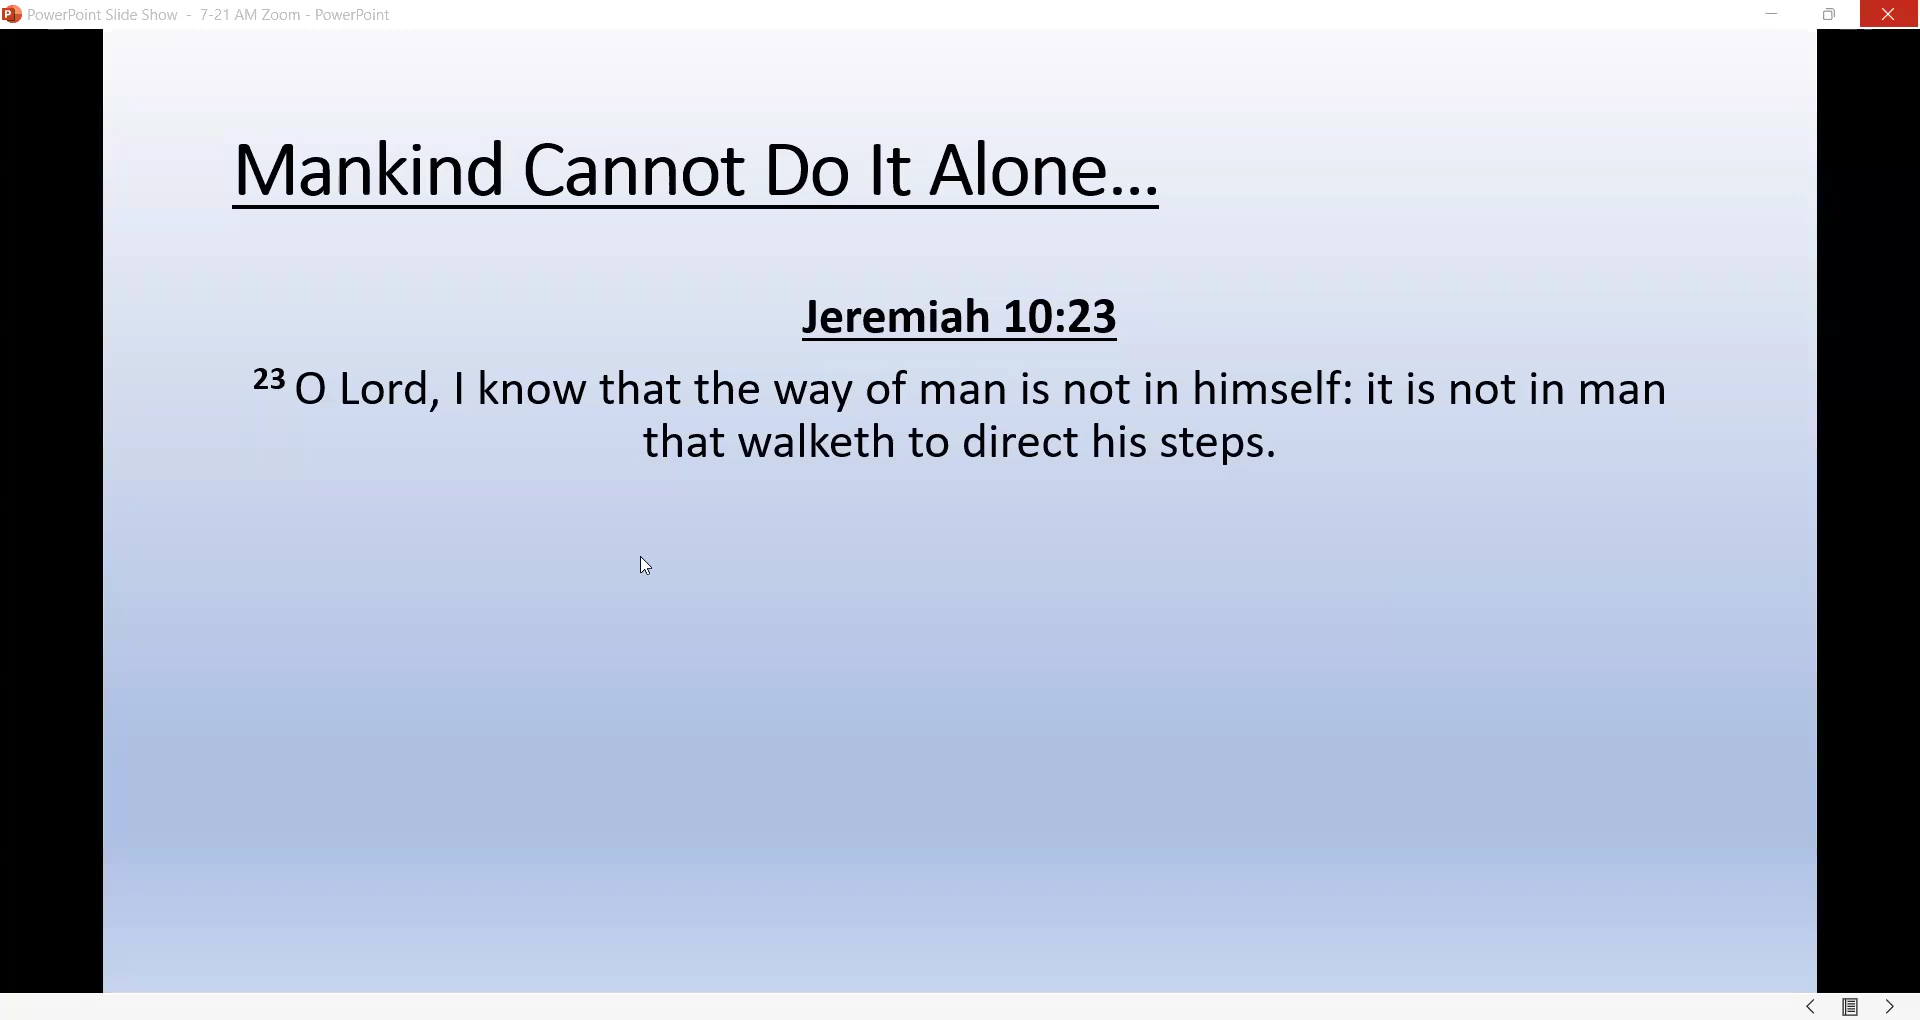 PowerPoint Slide Show - 7-21 AM Zoom - PowerPoint
Mankind Cannot Do It Alone...
Jeremiah 10:23
23 O Lord, I know that the way of man is not in himself: it is not in man
that walketh to direct his steps.